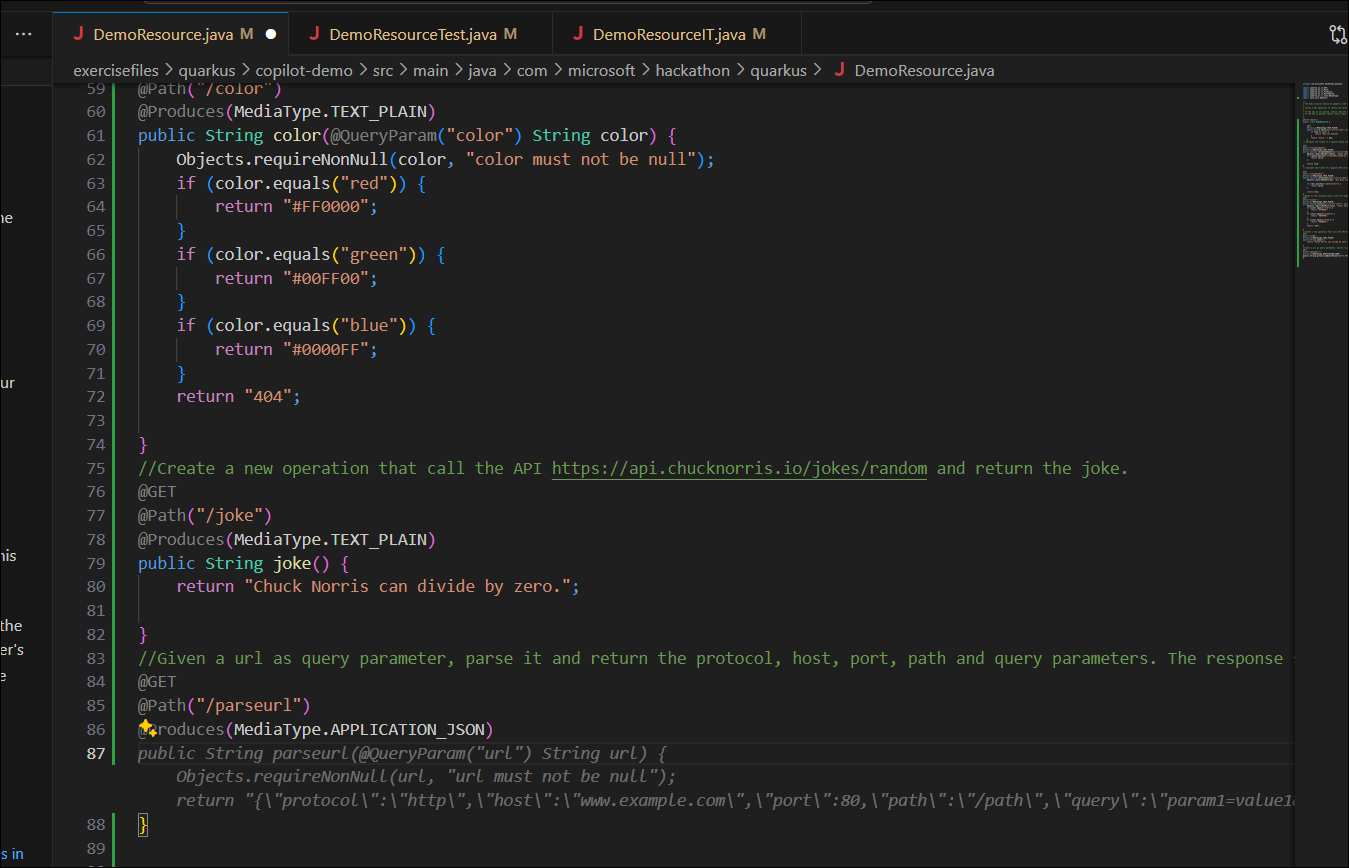 DemoResource.java M
DemoResourceTest.java M
DemoResourceIT.java M
exercisefiles > quarkus > copilot-demo > src > main > java > com > microsoft > hackathon > quarkus > DemoResource.java
59 @Path("/color")
60 @Produces(MediaType.TEXT_PLAIN)
61 public String color(@QueryParam("color") String color) {
62 Objects.requireNonNull(color, "color must not be null");
63 if (color.equals("red")) {
64 return "#FF0000";
65 }
66 if (color.equals("green")) {
67 return "#00FF00";
68 }
69 if (color.equals("blue")) {
70 return "#0000FF";
71 }
72 return "404";
73
74 }
75 //Create a new operation that call the API https://api.chucknorris.io/jokes/random and return the joke.
76 @GET
77 @Path("/joke")
78 @Produces(MediaType.TEXT_PLAIN)
79 public String joke() {
80 return "Chuck Norris can divide by zero.";
81
82 }
83 //Given a url as query parameter, parse it and return the protocol, host, port, path and query parameters. The response
84 @GET
85 @Path("/parseurl")
86 @Produces(MediaType.APPLICATION_JSON)
87 public String parseurl(@QueryParam("url") String url) {
Objects.requireNonNull(url, "url must not be null");
return "{\"protocol\":\"http\",\"host\":\"www.example.com\",\"port\":80,\"path\":\"/path\",\"query\":\"param1=value1
88 }
89
ne
ur
his
the
er's
e
s in